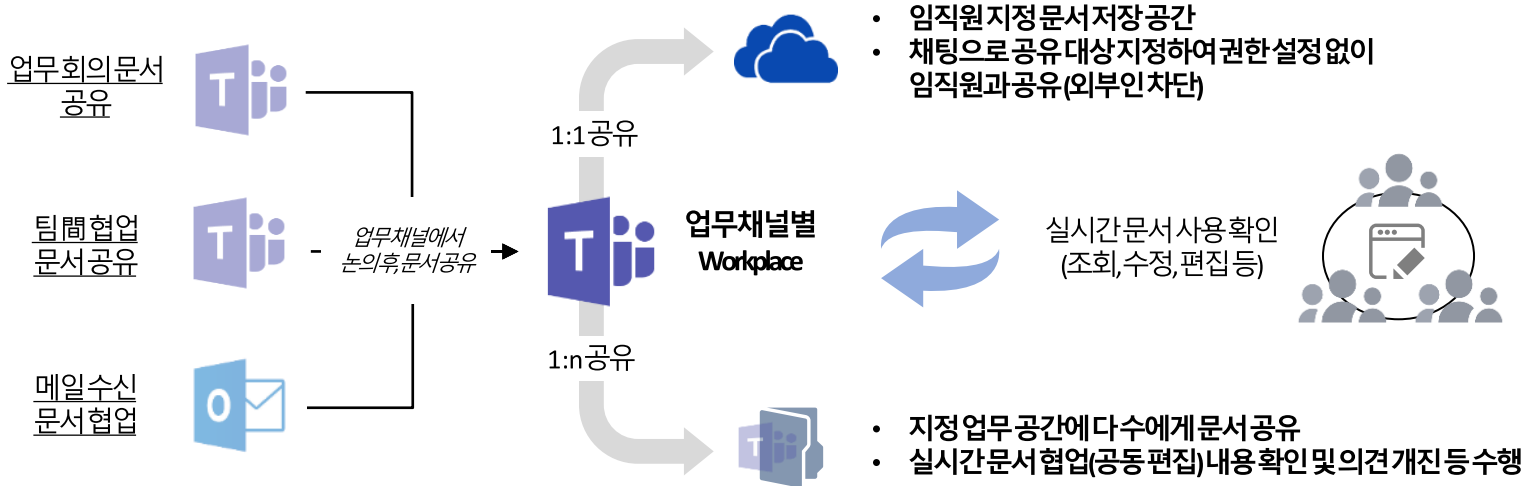 업무 회의 문서
공유
팀間 협업
문서 공유
메일 수신
문서 협업
업무채널에서
논의후, 문서공유
1:1 공유
업무채널별
Workplace
1:n 공유
• 임직원 지정 문서 저장 공간
• 채팅으로 공유 대상 지정하여 권한 설정 없이
임직원과 공유 (외부인 차단)
실시간 문서 사용 확인
(조회, 수정, 편집 등)
• 지정 업무 공간에 다 수에게 문서 공유
• 실시간 문서 협업(공동 편집) 내용 확인 및 의견 개진 등 수행
T
T
O
T
T